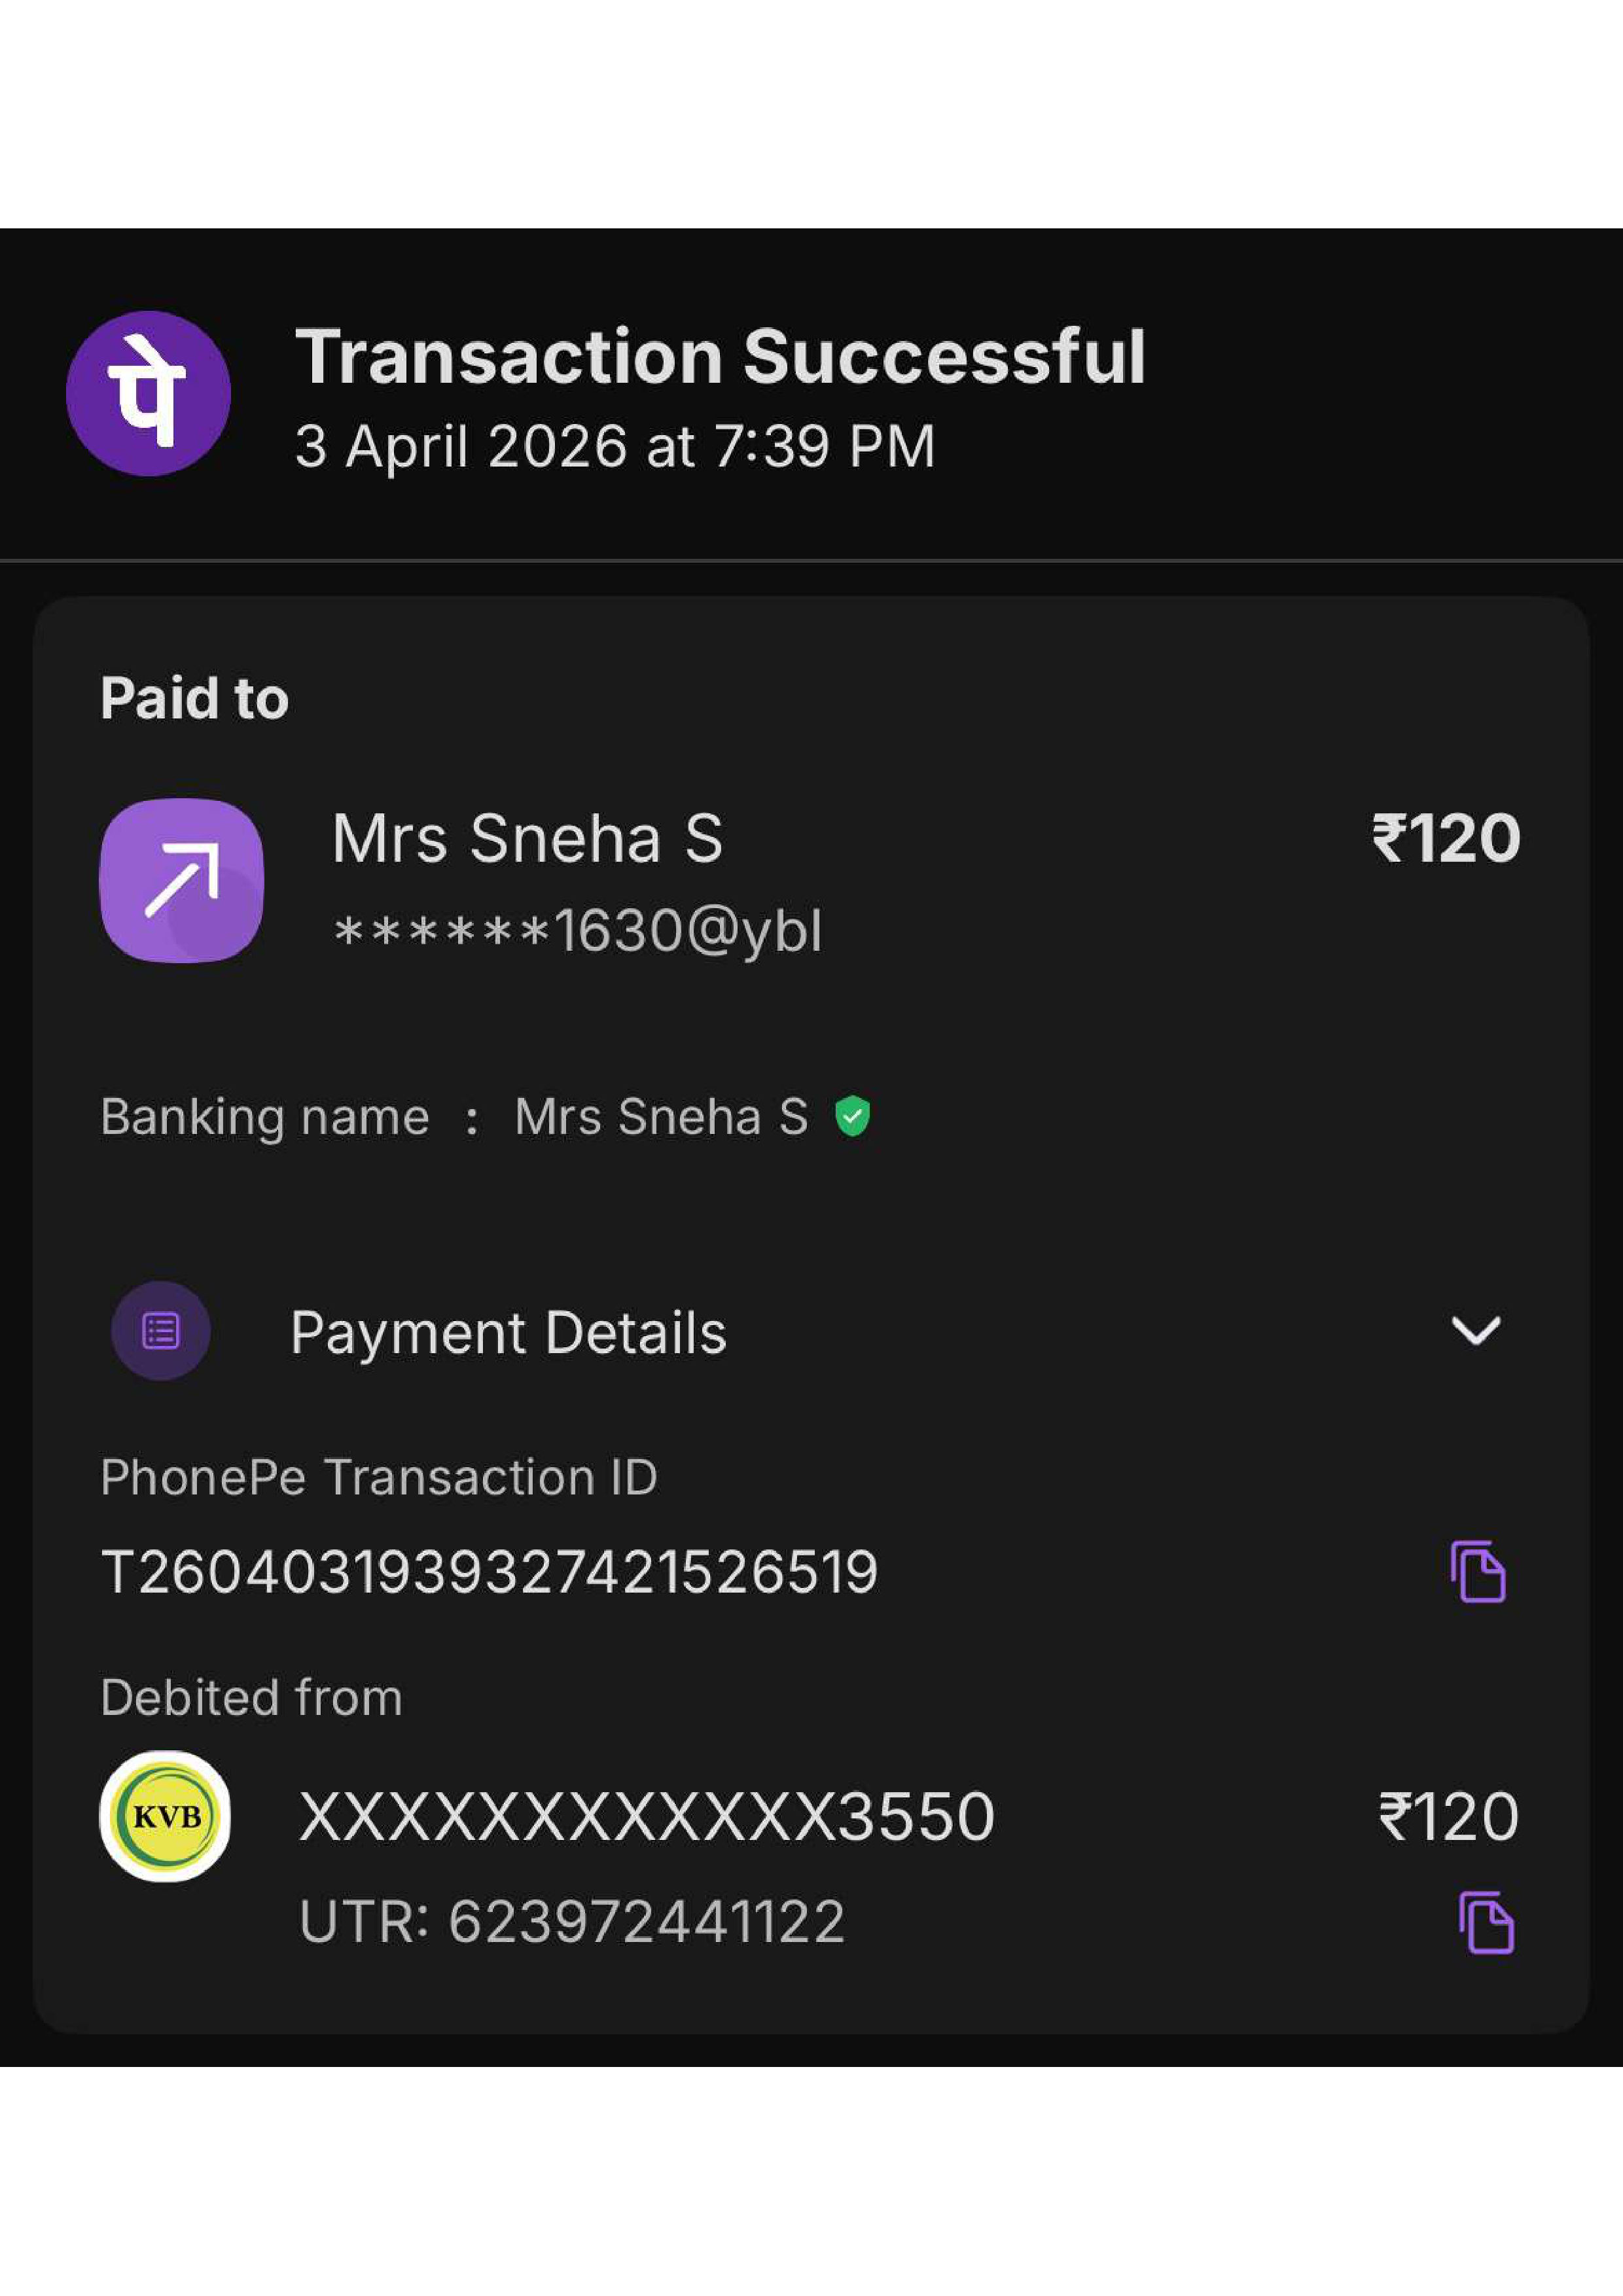 पे
Transaction Successful
3 April 2026 at 7:39 PM
Paid to
Mrs Sneha S
₹120
******1630@ybl
Banking name : Mrs Sneha S
Payment Details
PhonePe Transaction ID
T2604031939327421526519
Debited from
KVB
XXXXXXXXXXXX3550
₹120
UTR: 623972441122